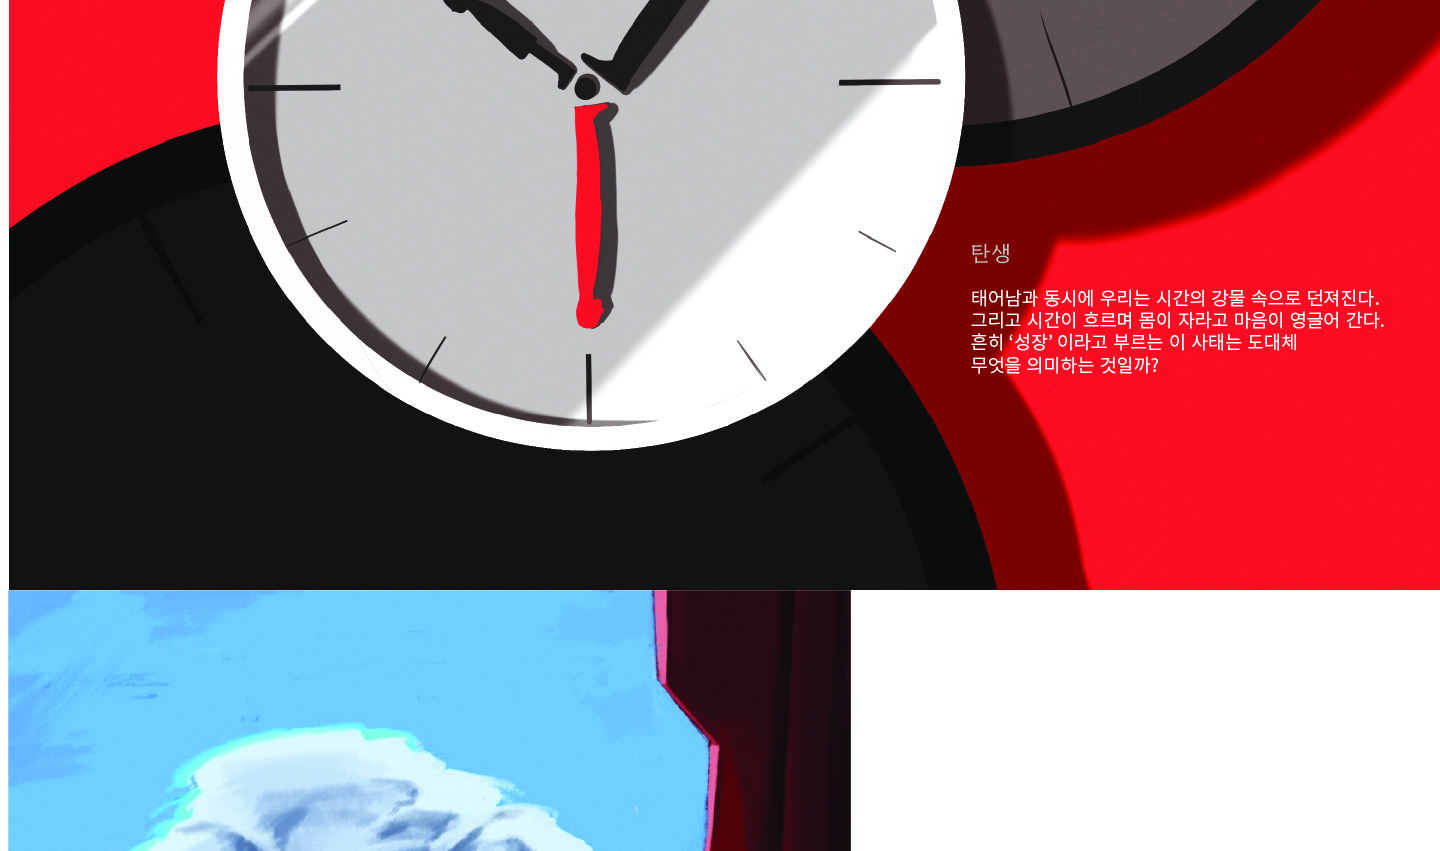 탄생
태어남과 동시에 우리는 시간의 강물 속으로 던져진다.
그리고 시간이 흐르며 몸이 자라고 마음이 영글어 간다.
흔히 ‘성장’ 이라고 부르는 이 사태는 도대체
무엇을 의미하는 것일까?